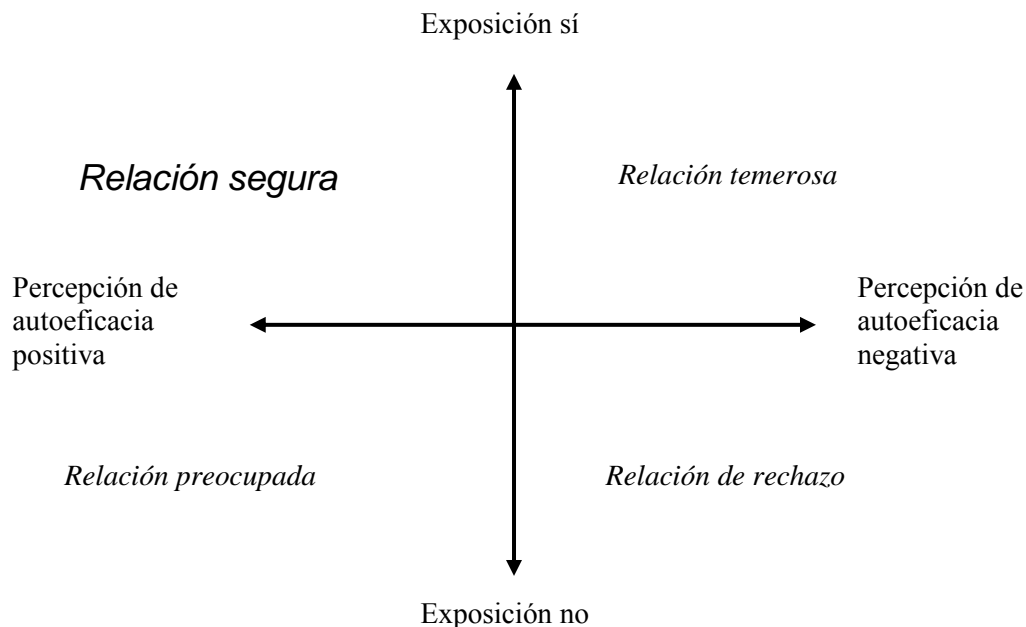 Exposición sí
Relación segura
Relación temerosa
Percepción de
autoeficacia
positiva
Percepción de
autoeficacia
negativa
Relación preocupada
Relación de rechazo
Exposición no